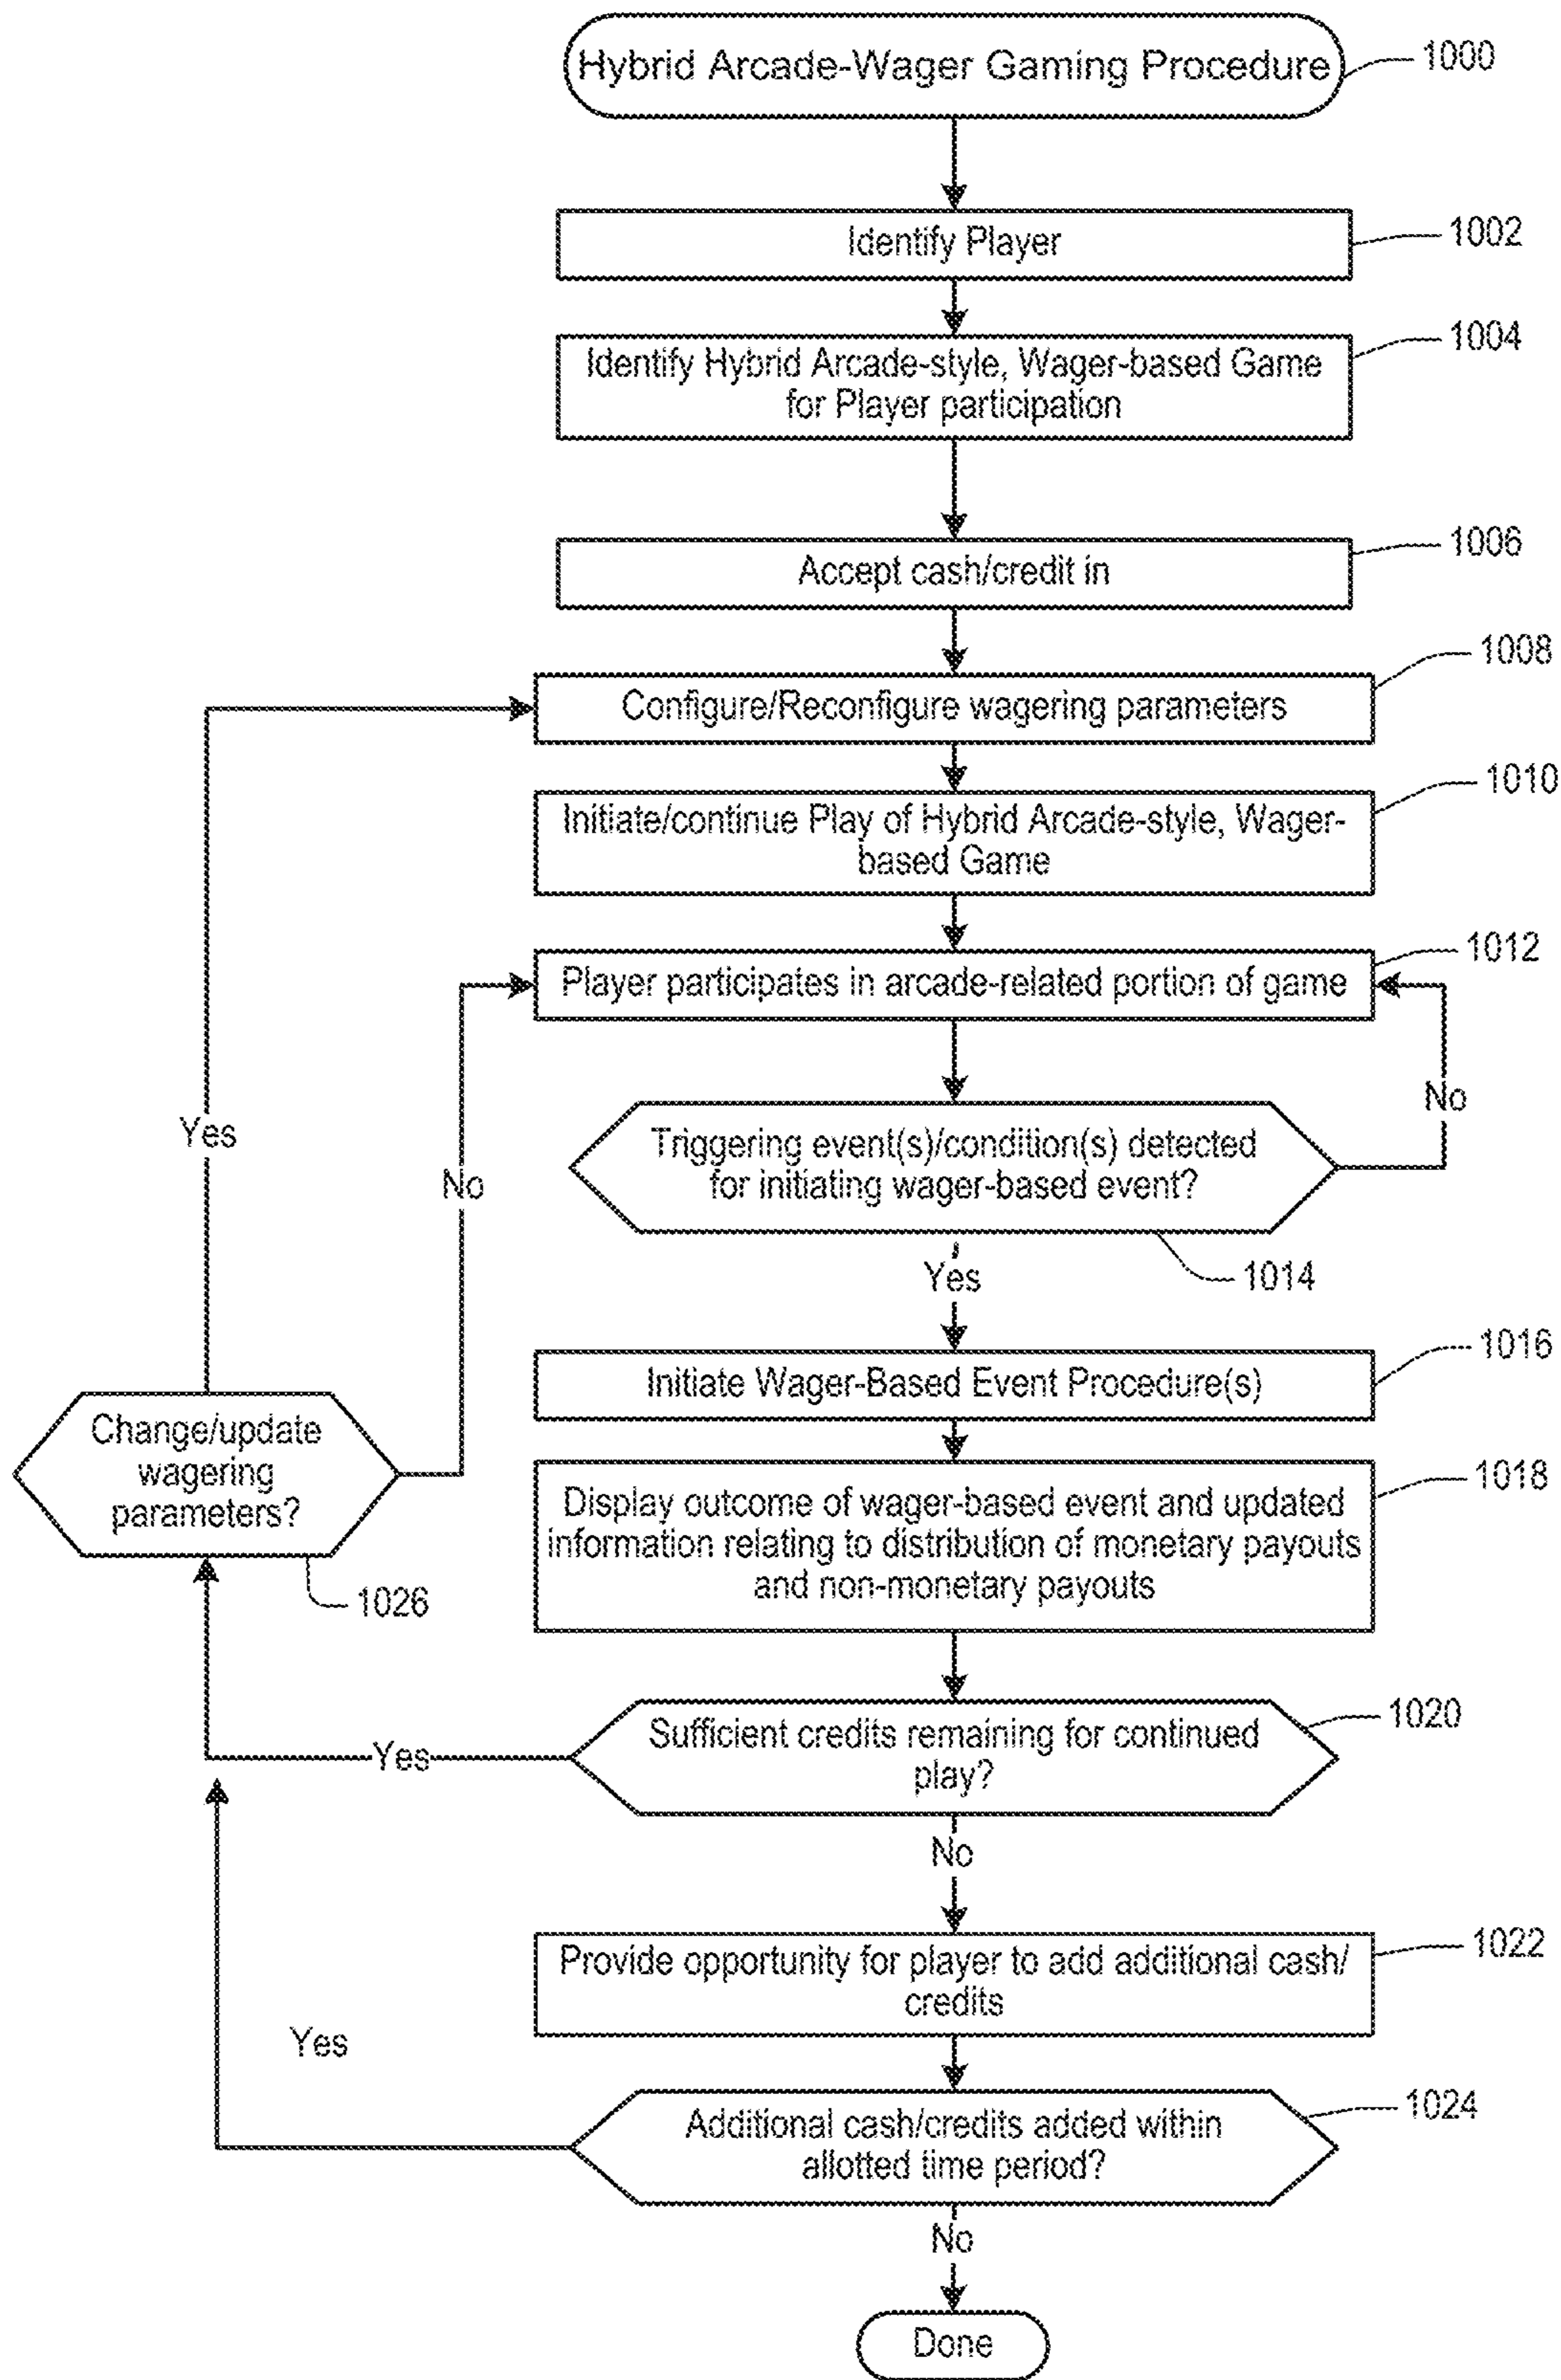 Hybrid Arcade-Wager Gaming Procedure
1000
Identify Player
1002
Identify Hybrid Arcade-style, Wager-based Game
for Player participation
1004
Accept cash/credit in
1006
Configure/Reconfigure wagering parameters
1008
Initiate/continue Play of Hybrid Arcade-style, Wager-
based Game
1010
Player participates in arcade-related portion of game
1012
No
Triggering event(s)/condition(s) detected
for initiating wager-based event?
1014
Yes
No
Yes
Initiate Wager-Based Event Procedure(s)
1016
Change/update
wagering
parameters?
1026
Display outcome of wager-based event and updated
information relating to distribution of monetary payouts
and non-monetary payouts
1018
Sufficient credits remaining for continued
play?
1020
Yes
No
Provide opportunity for player to add additional cash/
credits
1022
Yes
Additional cash/credits added within
allotted time period?
1024
No
Done